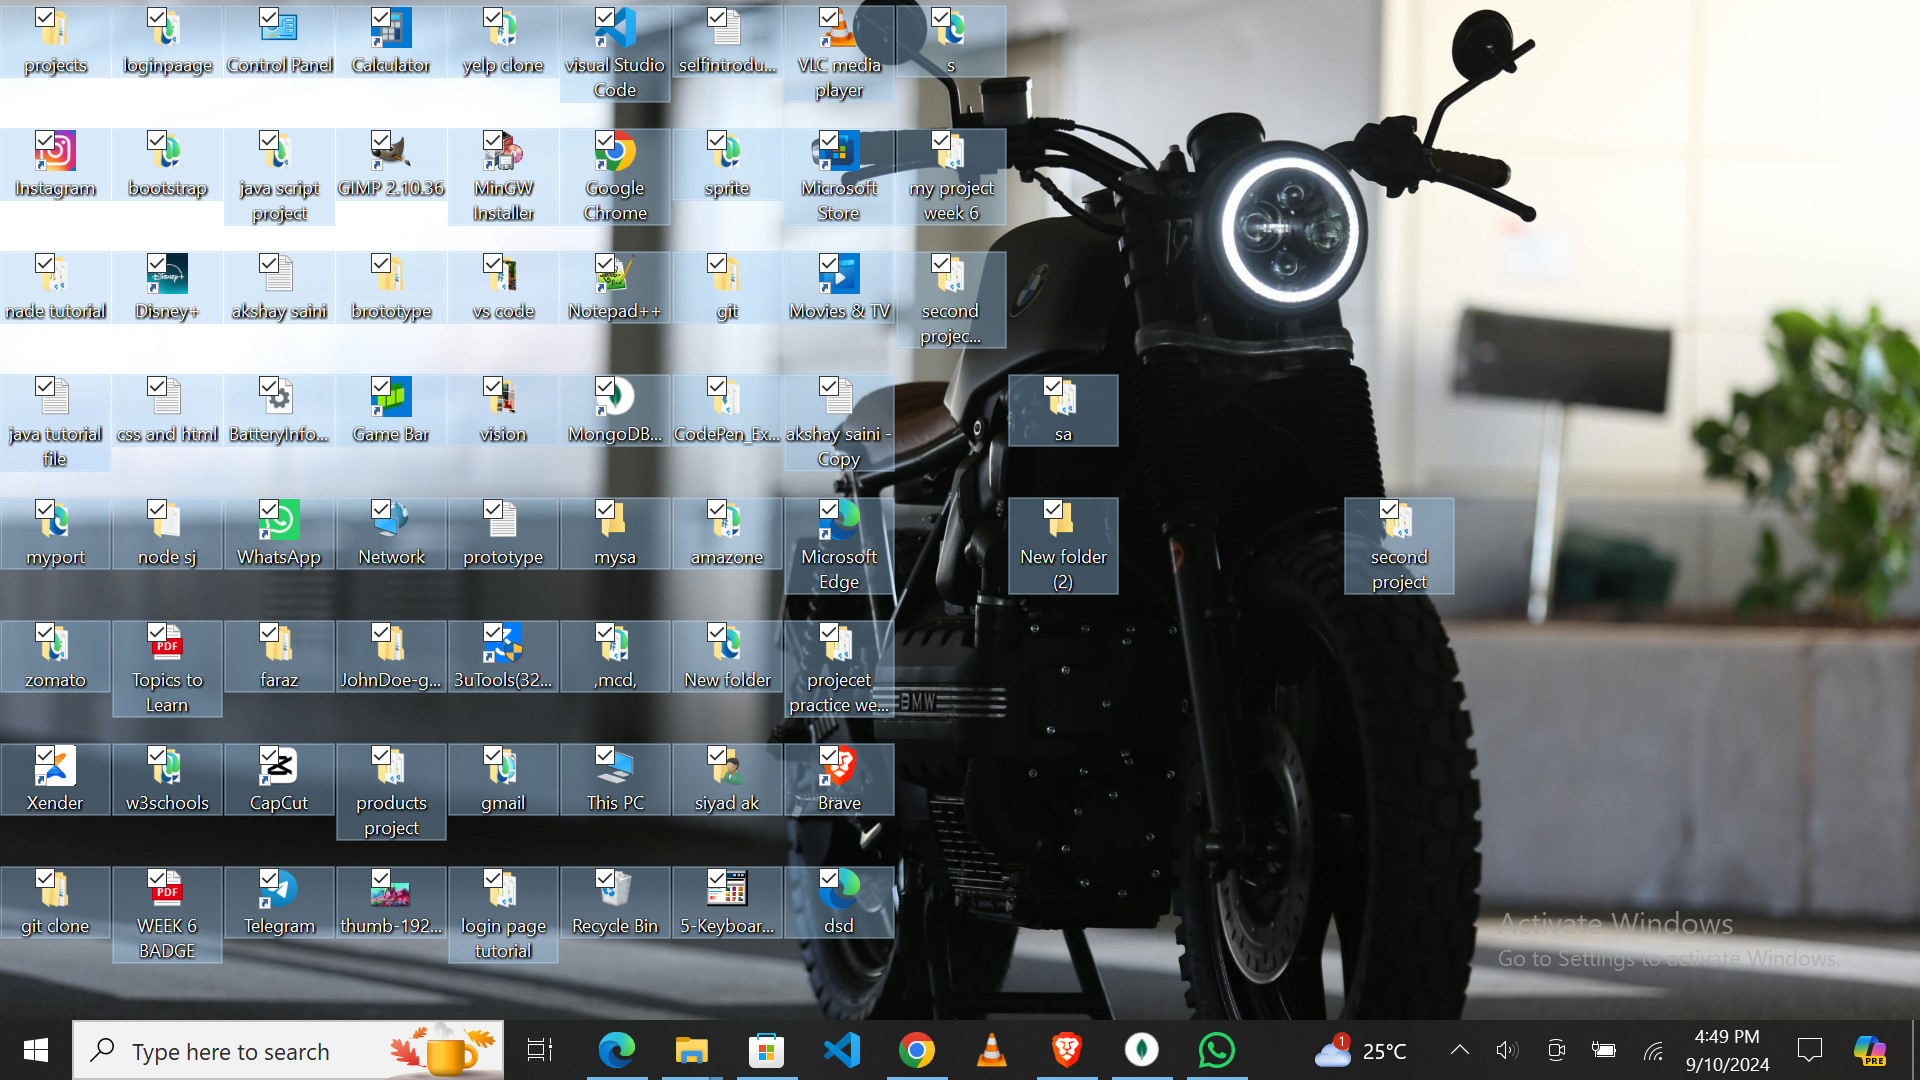 projects
loginpaage
Control Panel
Calculator
yelp clone
visual Studio
Code
selfintrodu...
VLC media
player
s
Instagram
bootstrap
java script
project
GIMP 2.10.36
MinGW
Installer
Google
Chrome
sprite
Microsoft
Store
my project
week 6
nade tutorial
Disney+
akshay saini
brototype
vs code
Notepad++
git
Movies & TV
second
projec...
java tutorial
file
css and html
BatteryInfo...
Game Bar
vision
MongoDB...
CodePen_Ex...
akshay saini -
Copy
sa
myport
node sj
WhatsApp
Network
prototype
mysa
amazone
Microsoft
Edge
New folder
(2)
second
project
zomato
PDF
Topics to
Learn
faraz
JohnDoe-g...
3uTools(32...
,mcd,
New folder
projecet
practice we...
BMW
Xender
w3schools
CapCut
products
project
gmail
This PC
siyad ak
Brave
git clone
PDF
WEEK 6
BADGE
Telegram
thumb-192...
login page
tutorial
Recycle Bin
5-Keyboar...
dsd
Activate Windows
Go to Settings to activate Windows.
Type here to search
1
25°C
4:49 PM
9/10/2024
PRE